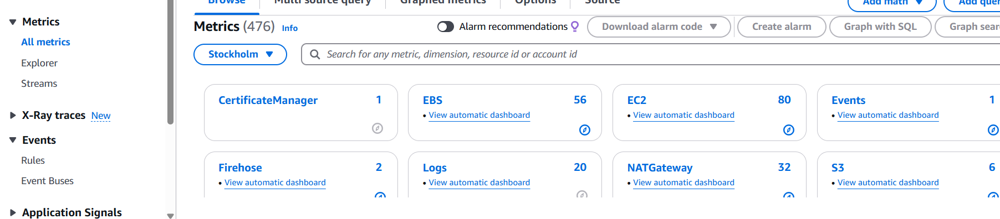 Metrics
All metrics
Explorer
Streams
X-Ray traces New
Events
Rules
Event Buses
Application Signals
Browse Multi source query Graphed metrics Options Source Add math
Metrics (476) Info Alarm recommendations Download alarm code Create alarm Graph with SQL Graph
Stockholm Search for any metric, dimension, resource id or account id
CertificateManager 1
EBS 56
View automatic dashboard
EC2 80
View automatic dashboard
Events 1
View automatic dashboard
Firehose 2
View automatic dashboard
Logs 20
View automatic dashboard
NATGateway 32
View automatic dashboard
S3 6
View automatic dashboard